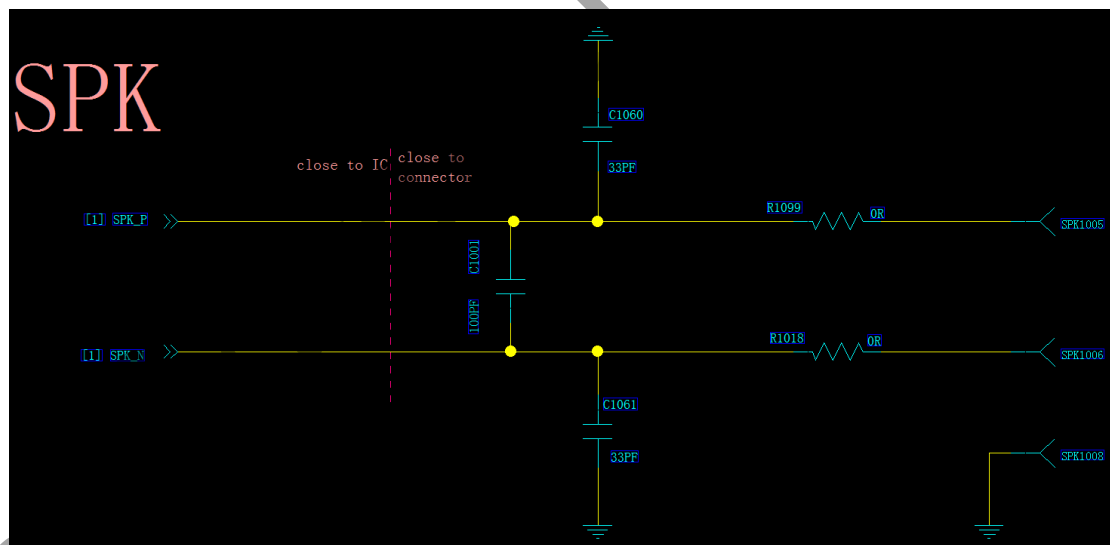 SPK
C1060
close to IC
close to
connector
33PF
[1] SPK_P
R1099
0R
SPK1005
C1001
100PF
[1] SPK_N
R1018
0R
SPK1006
C1061
33PF
SPK1008